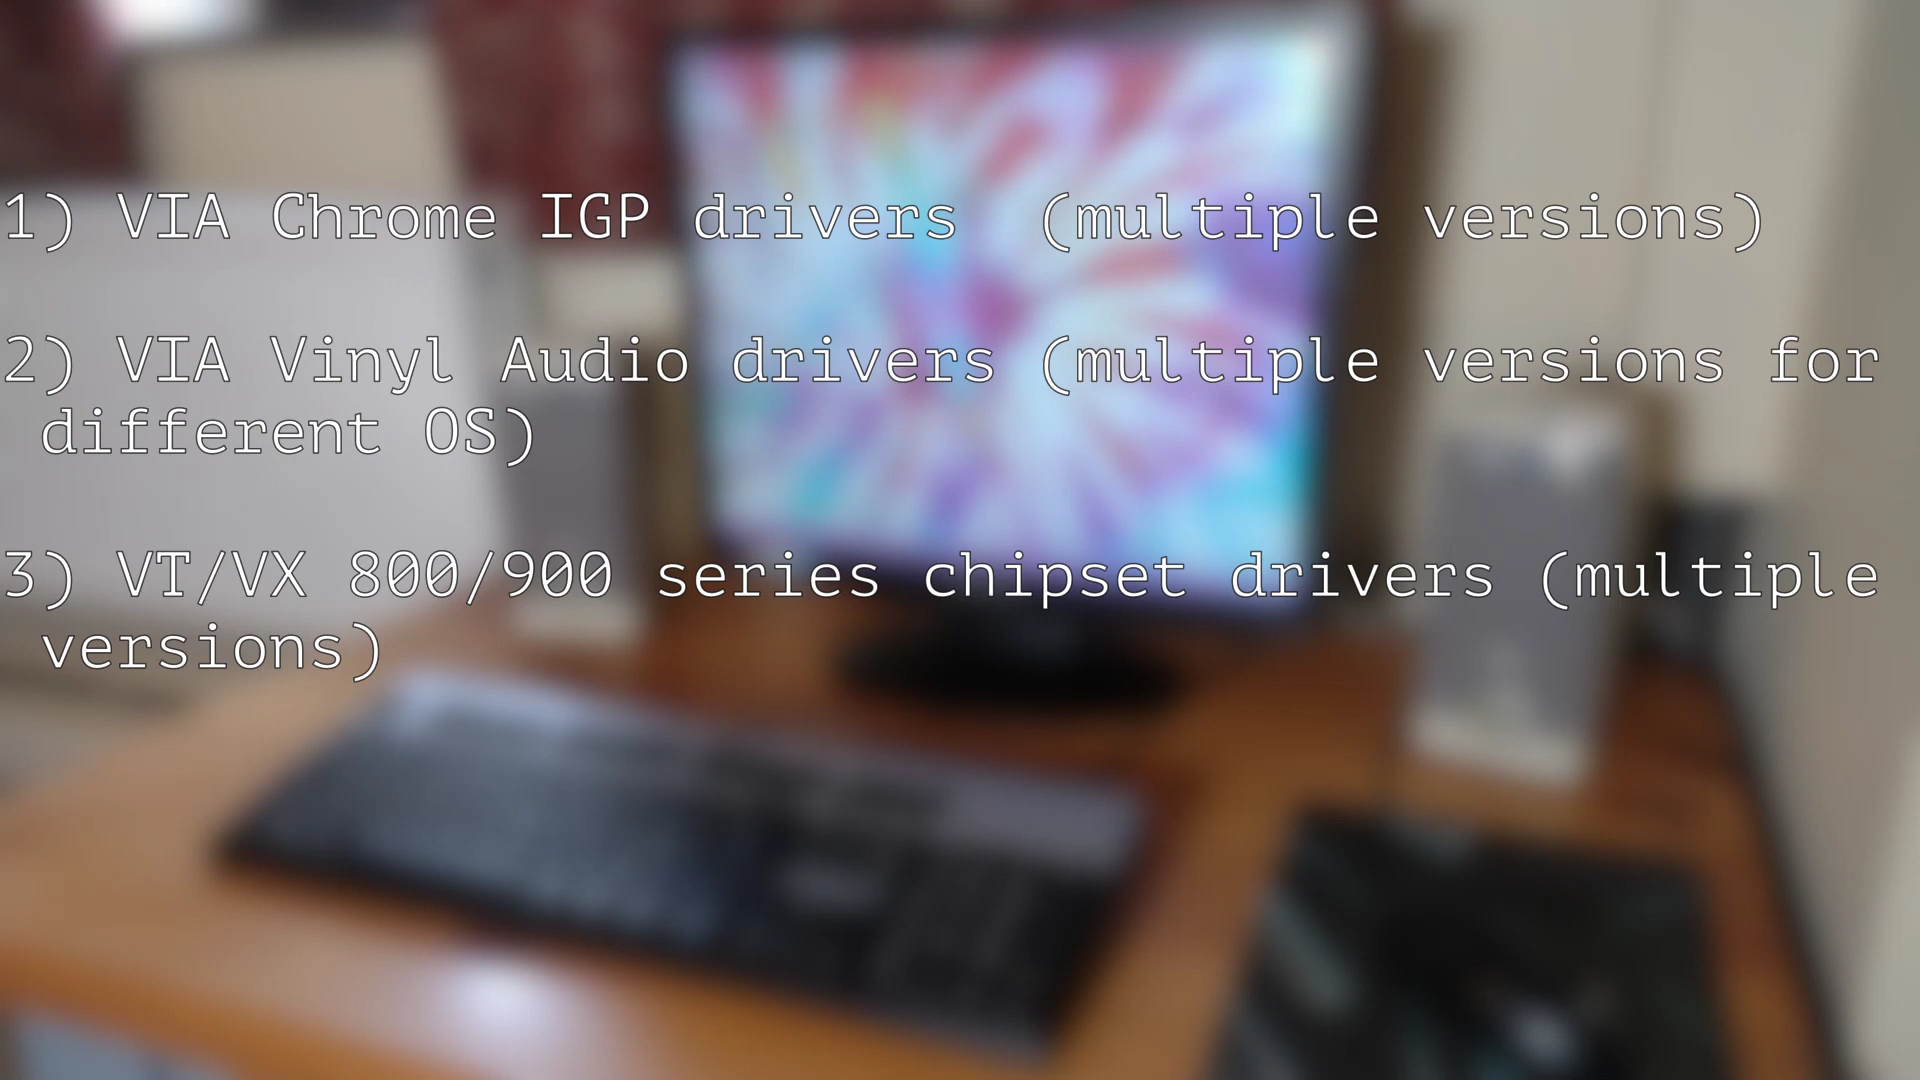 1) VIA Chrome IGP drivers  (multiple versions)
2) VIA Vinyl Audio drivers (multiple versions for
different OS)
3) VT/VX 800/900 series chipset drivers (multiple
versions)